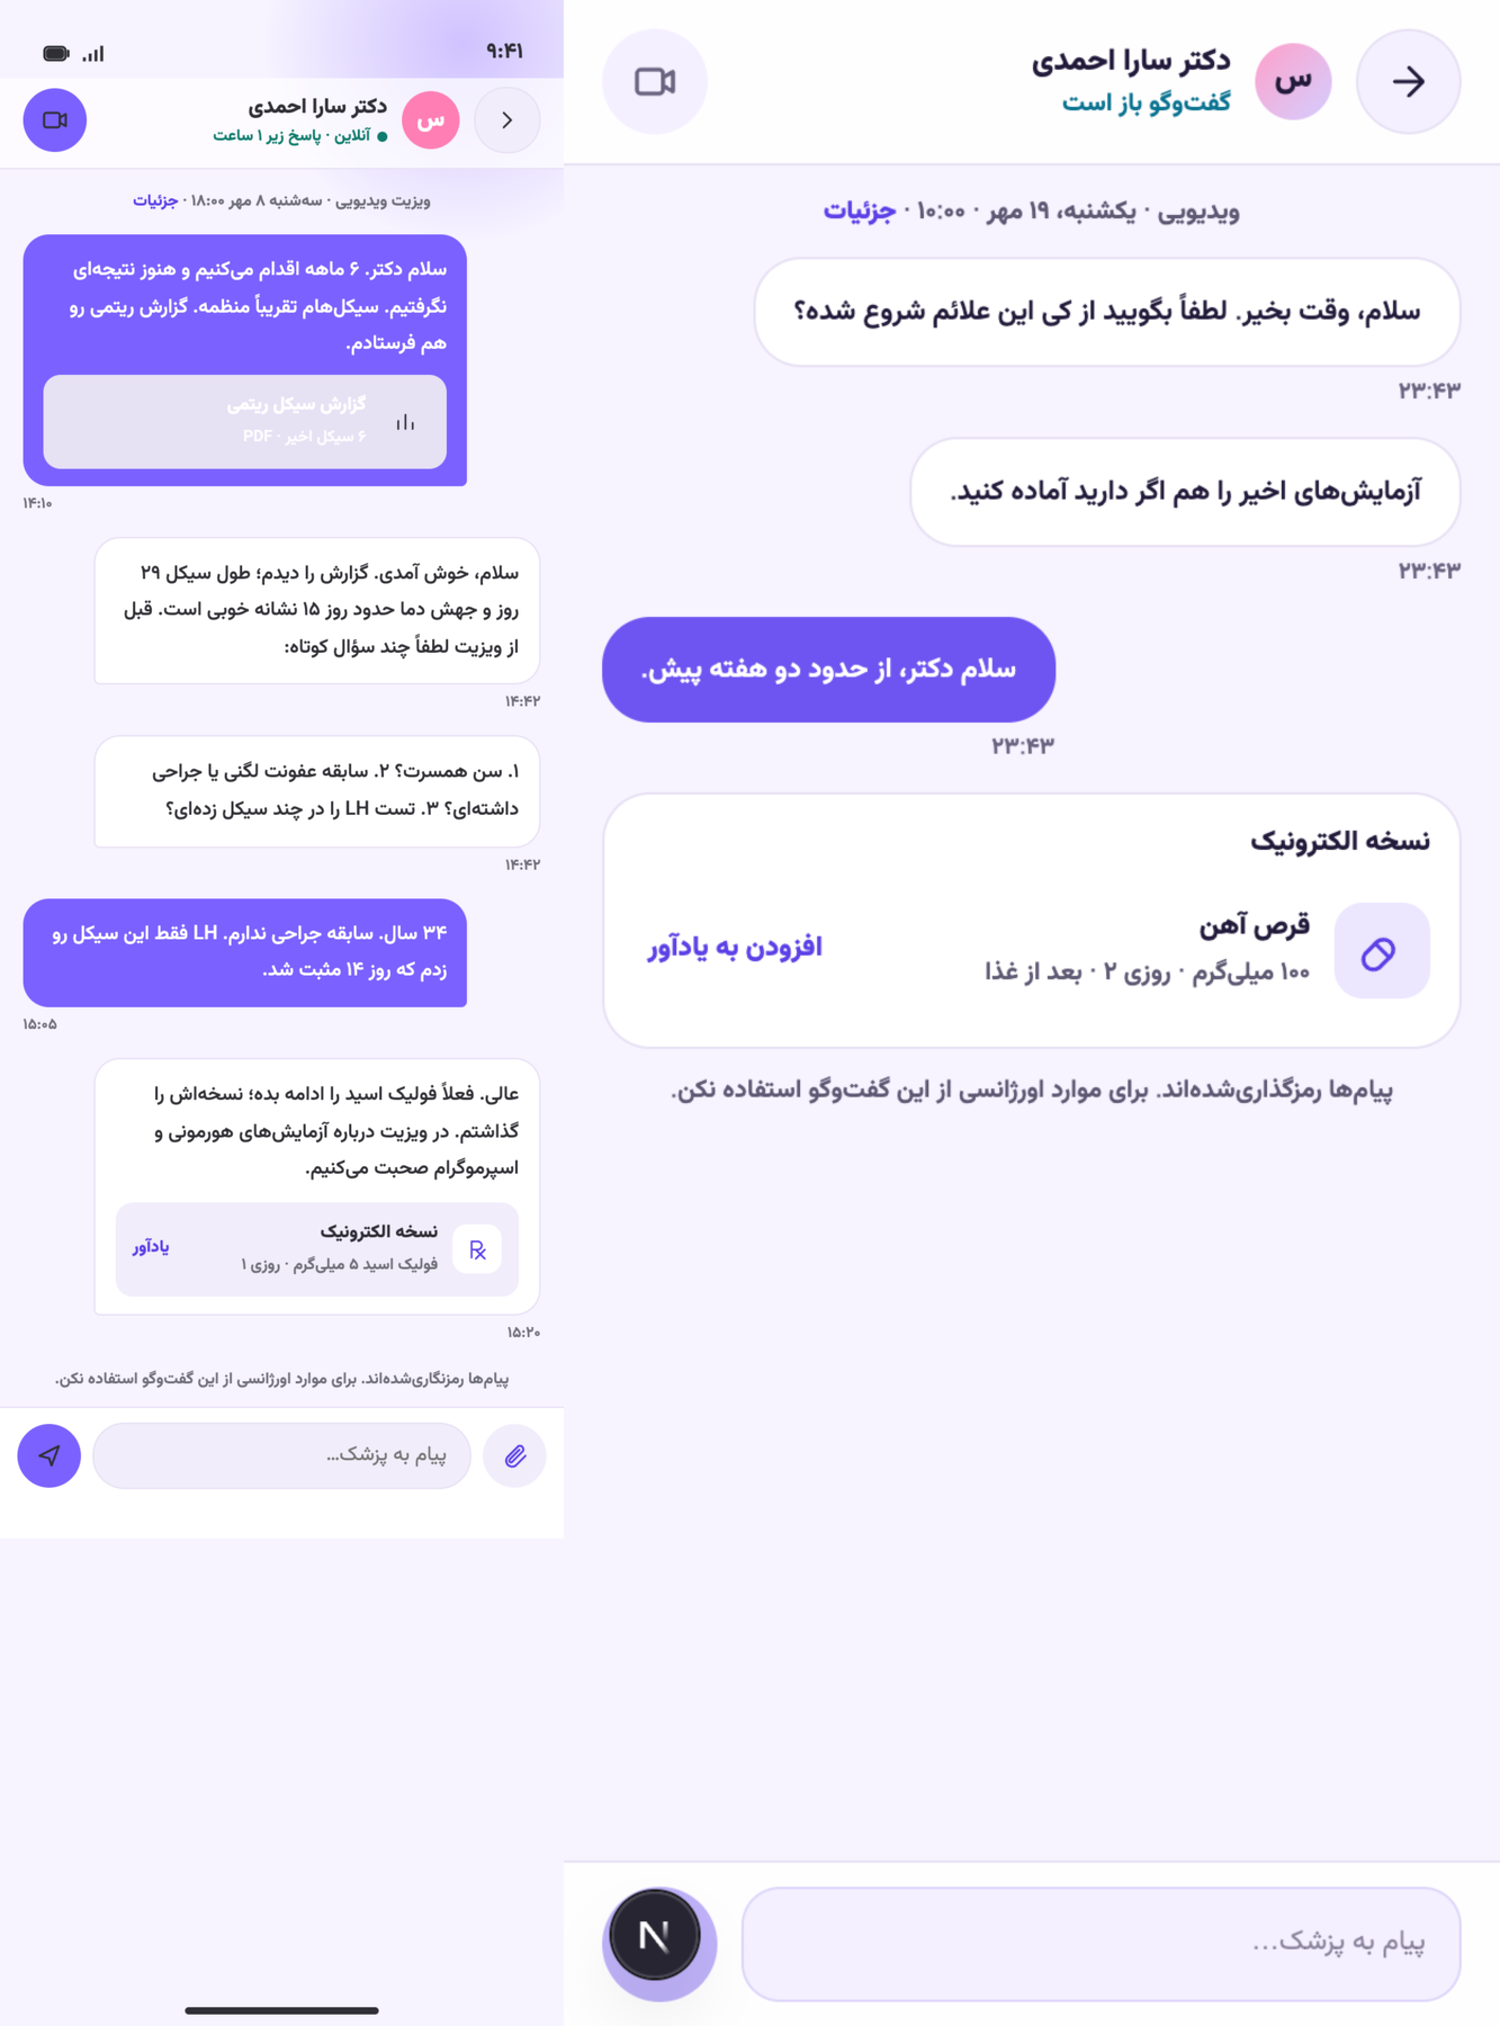 ۹:۴۱
دکتر سارا احمدی
س
آنلاین · پاسخ زیر ۱ ساعت
ویزیت ویدیویی · سه‌شنبه ۸ مهر ۱۸:۰۰ · جزئیات
سلام دکتر. ۶ ماهه اقدام می‌کنیم و هنوز نتیجه‌ای
نگرفتیم. سیکل‌هام تقریباً منظمه. گزارش ریتمی رو
هم فرستادم.
گزارش سیکل ریتمی
۶ سیکل اخیر · PDF
۱۴:۱۰
سلام، خوش آمدی. گزارش را دیدم؛ طول سیکل ۲۹
روز و جهش دما حدود روز ۱۵ نشانه خوبی است. قبل
از ویزیت لطفاً چند سؤال کوتاه:
۱۴:۴۲
۱. سن همسرت؟ ۲. سابقه عفونت لگنی یا جراحی
داشته‌ای؟ ۳. تست LH را در چند سیکل زده‌ای؟
۱۴:۴۲
۳۴ سال. سابقه جراحی ندارم. LH فقط این سیکل رو
زدم که روز ۱۴ مثبت شد.
۱۵:۰۵
عالی. فعلاً فولیک اسید را ادامه بده؛ نسخه‌اش را
گذاشتم. در ویزیت درباره آزمایش‌های هورمونی و
اسپرموگرام صحبت می‌کنیم.
نسخه الکترونیک
فولیک اسید ۵ میلی‌گرم · روزی ۱
یادآور
۱۵:۲۰
پیام‌ها رمزنگاری‌شده‌اند. برای موارد اورژانسی از این گفت‌وگو استفاده نکن.
پیام به پزشک...
دکتر سارا احمدی
س
گفت‌وگو باز است
ویدیویی · یکشنبه، ۱۹ مهر · ۱۰:۰۰ · جزئیات
سلام، وقت بخیر. لطفاً بگویید از کی این علائم شروع شده؟
۲۳:۴۳
آزمایش‌های اخیر را هم اگر دارید آماده کنید.
۲۳:۴۳
سلام دکتر، از حدود دو هفته پیش.
۲۳:۴۳
نسخه الکترونیک
قرص آهن
۱۰۰ میلی‌گرم · روزی ۲ · بعد از غذا
افزودن به یادآور
پیام‌ها رمزگذاری‌شده‌اند. برای موارد اورژانسی از این گفت‌وگو استفاده نکن.
پیام به پزشک...
N